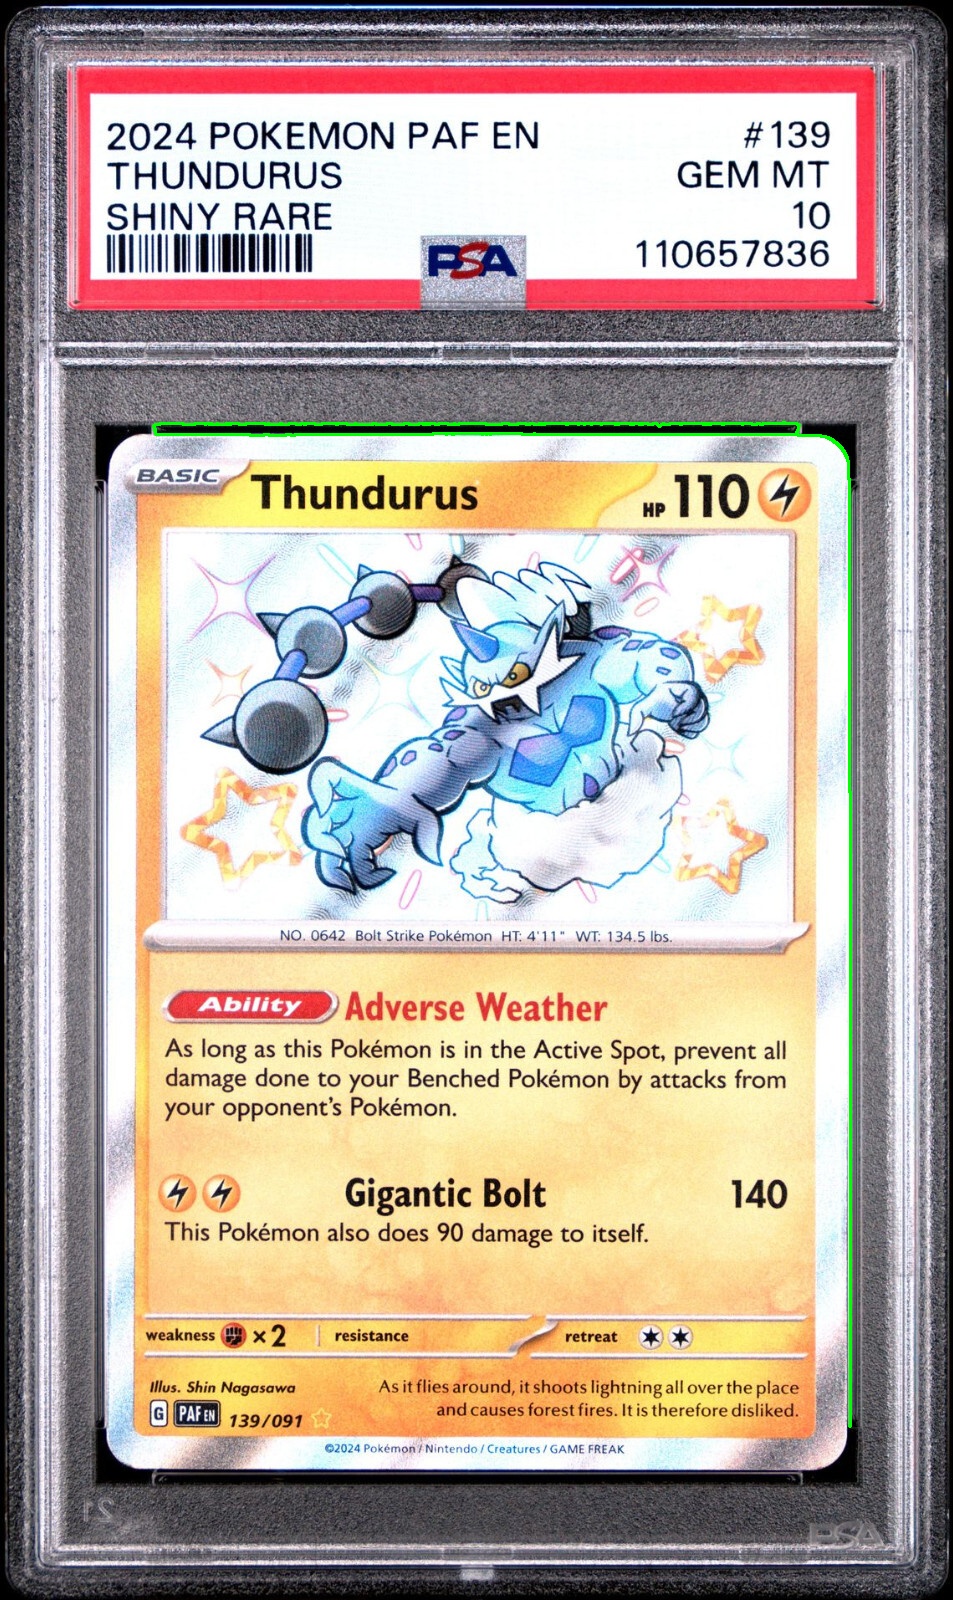 2024 POKEMON PAF EN #139
THUNDURUS GEM MT
SHINY RARE 10
PSA 110657836
BASIC Thundurus HP 110
NO. 0642 Bolt Strike Pokémon HT: 4'11" WT: 134.5 lbs.
Ability Adverse Weather
As long as this Pokémon is in the Active Spot, prevent all
damage done to your Benched Pokémon by attacks from
your opponent's Pokémon.
Gigantic Bolt 140
This Pokémon also does 90 damage to itself.
weakness ×2 resistance retreat
Illus. Shin Nagasawa
As it flies around, it shoots lightning all over the place
and causes forest fires. It is therefore disliked.
G PAF EN 139/091
©2024 Pokémon / Nintendo / Creatures / GAME FREAK
21
PSA